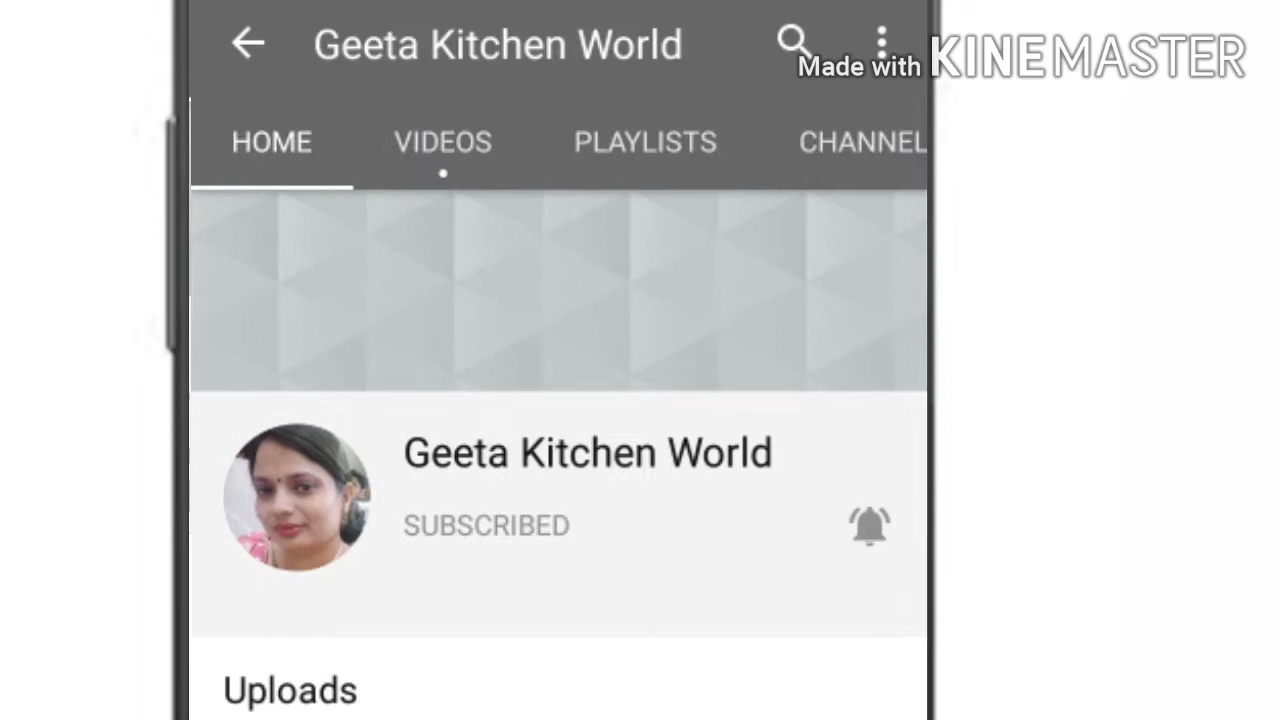 Geeta Kitchen World
Made with KINEMASTER
HOME VIDEOS PLAYLISTS CHANNEL
Geeta Kitchen World
SUBSCRIBED
Uploads